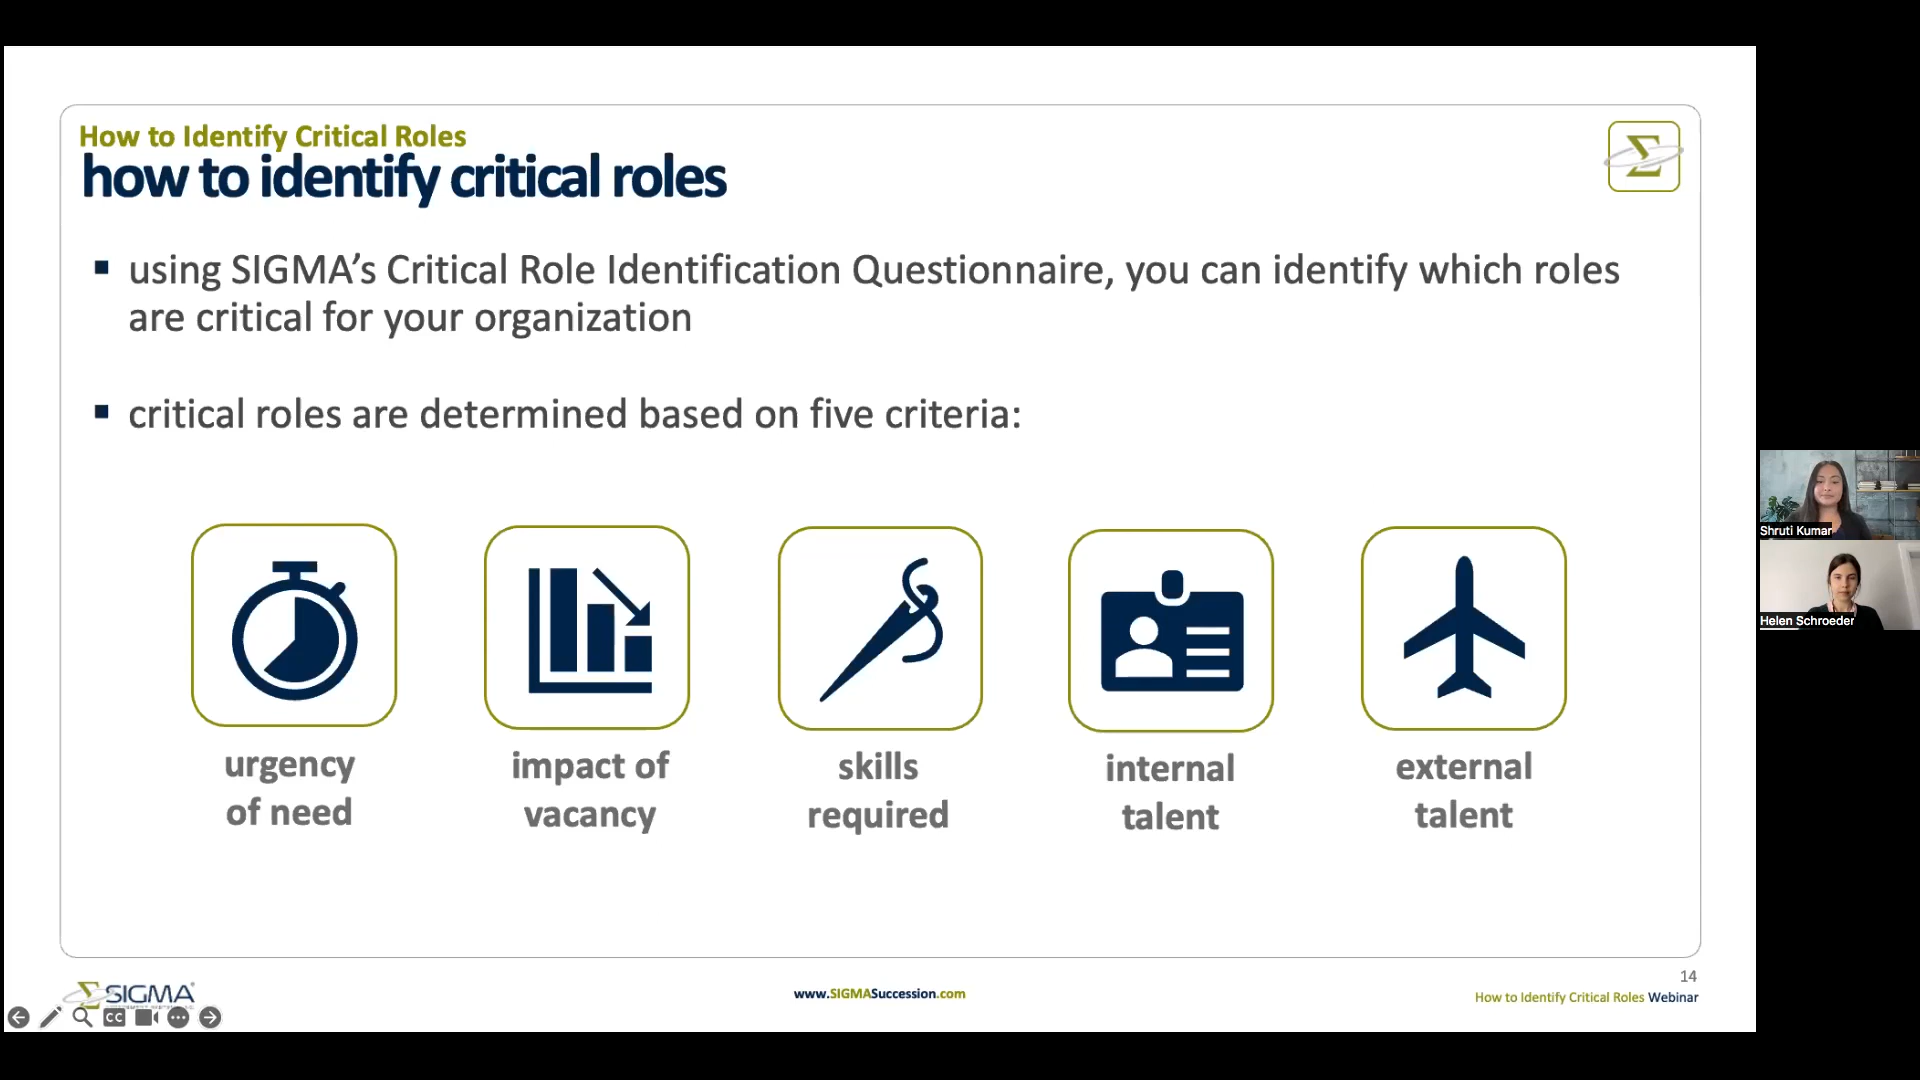 How to Identify Critical Roles
how to identify critical roles
using SIGMA’s Critical Role Identification Questionnaire, you can identify which roles
are critical for your organization
critical roles are determined based on five criteria:
urgency
of need
impact of
vacancy
skills
required
internal
talent
external
talent
Shruti Kumar
Helen Schroeder
SIGMA
www.SIGMASuccession.com
14
How to Identify Critical Roles Webinar
CC